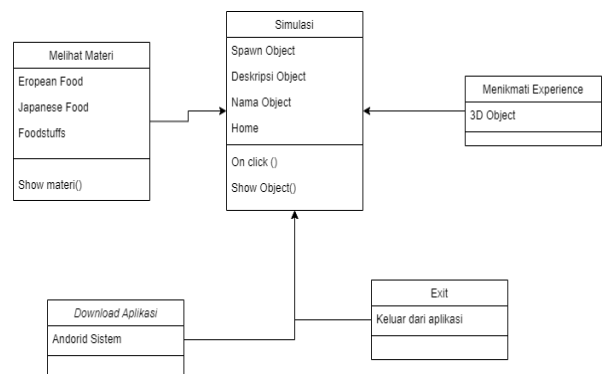 Simulasi
Spawn Object
Deskripsi Object
Nama Object
Home
On click ()
Show Object()
Melihat Materi
Eropean Food
Japanese Food
Foodstuffs
Show materi()
Menikmati Experience
3D Object
Download Aplikasi
Andorid Sistem
Exit
Keluar dari aplikasi